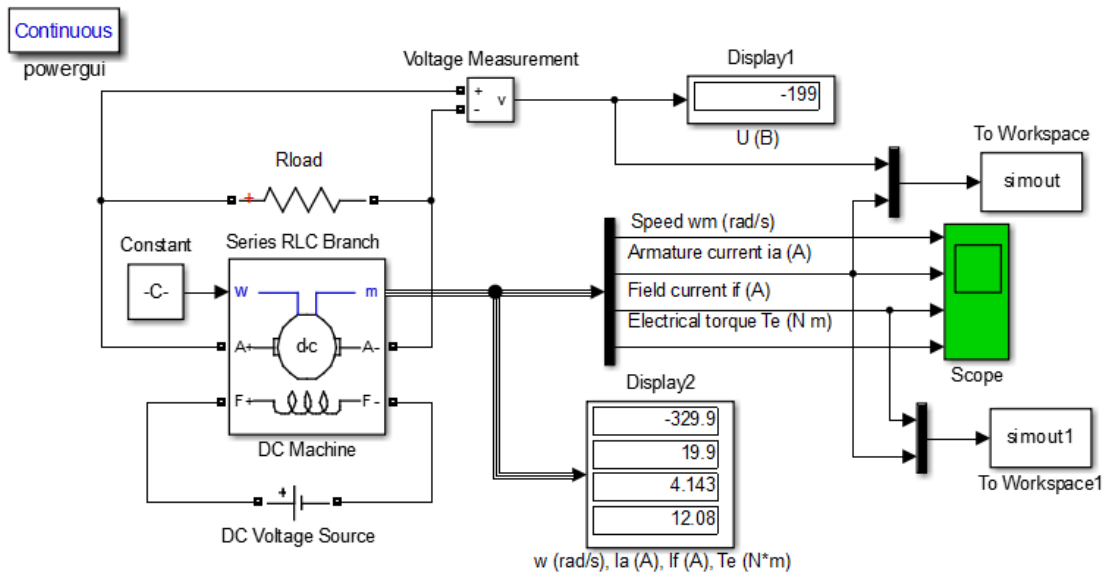 Continuous
powergui
Voltage Measurement
+
-
v
Display1
-199
U (B)
To Workspace
simout
Rload
+
Series RLC Branch
Constant
-C-
w
m
A+
dc
A-
F+
F-
DC Machine
+
DC Voltage Source
Speed wm (rad/s)
Armature current ia (A)
Field current if (A)
Electrical torque Te (N m)
Scope
Display2
-329.9
19.9
4.143
12.08
w (rad/s), Ia (A), If (A), Te (N*m)
simout1
To Workspace1